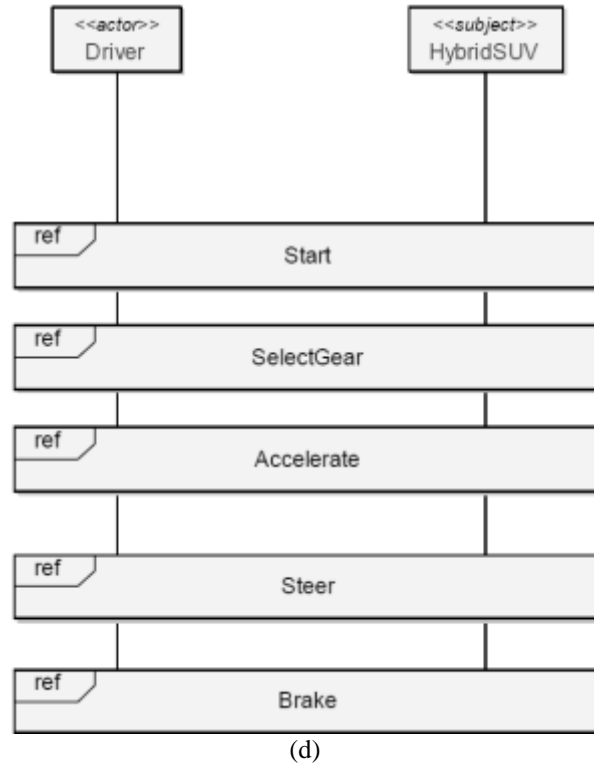 <<actor>>
Driver
<<subject>>
HybridSUV
ref
Start
ref
SelectGear
ref
Accelerate
ref
Steer
ref
Brake
(d)